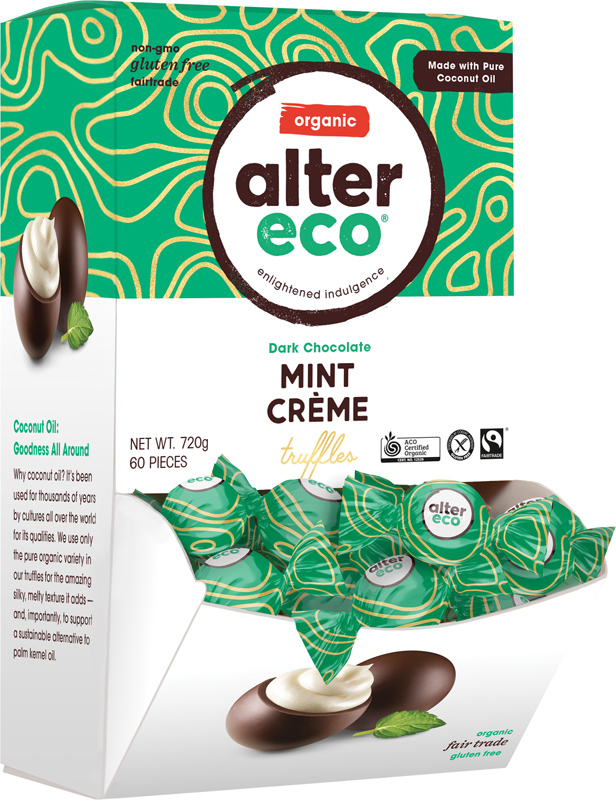 non-gmo
gluten free
fairtrade
Made with Pure
Coconut Oil
organic
alter
eco®
enlightened indulgence
Dark Chocolate
MINT
CRÈME
truffles
NET WT. 720g
60 PIECES
ACO
Certified
Organic
FAIRTRADE
Coconut Oil:
Goodness All Around
Why coconut oil? It's been
used for thousands of years
by cultures all over the world
for its qualities. We use only
the pure organic variety in
our truffles for the amazing
silky, melty texture it adds—
and, importantly, to support
a sustainable alternative to
palm kernel oil.
eco
eco
alter
eco
eco
alter
eco
organic
fair trade
gluten free